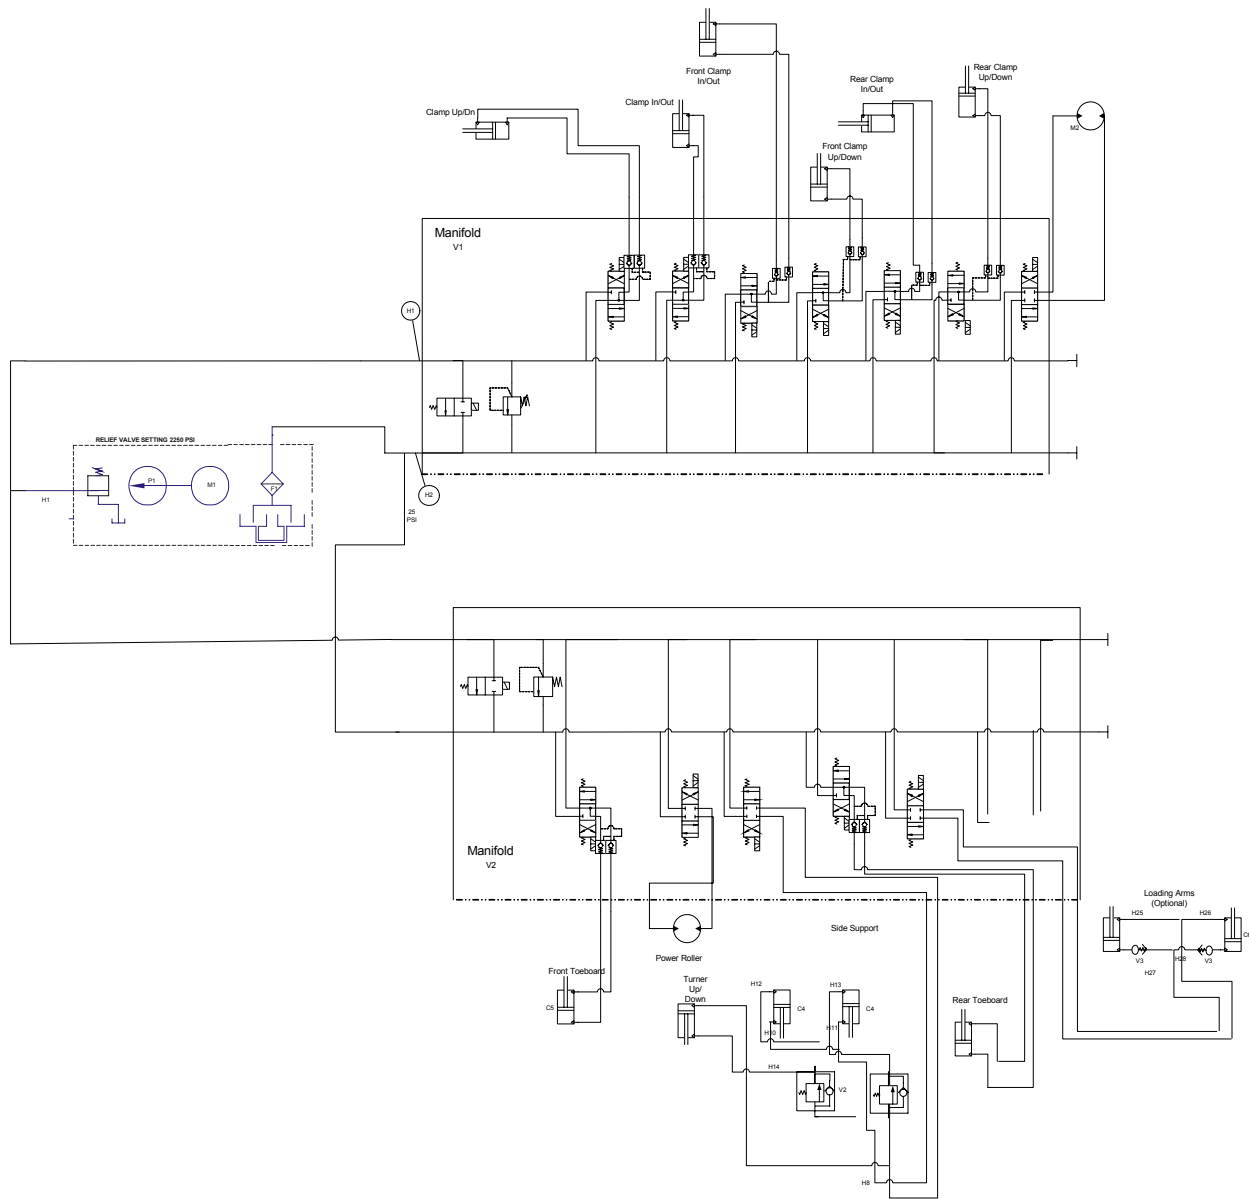 Front Clamp
In/Out
Rear Clamp
In/Out
Rear Clamp
Up/Down
Clamp Up/Dn
Clamp In/Out
M2
Front Clamp
Up/Down
Manifold
V1
H1
RELIEF VALVE SETTING 2250 PSI
P1
M1
F1
H1
H2
25
PSI
Manifold
V2
Loading Arms
(Optional)
H25
H26
V3
H28
V3
H27
Side Support
Power Roller
Front Toeboard
C5
Turner
Up/
Down
H12
H13
C4
C4
H10
H11
Rear Toeboard
H14
V2
H8